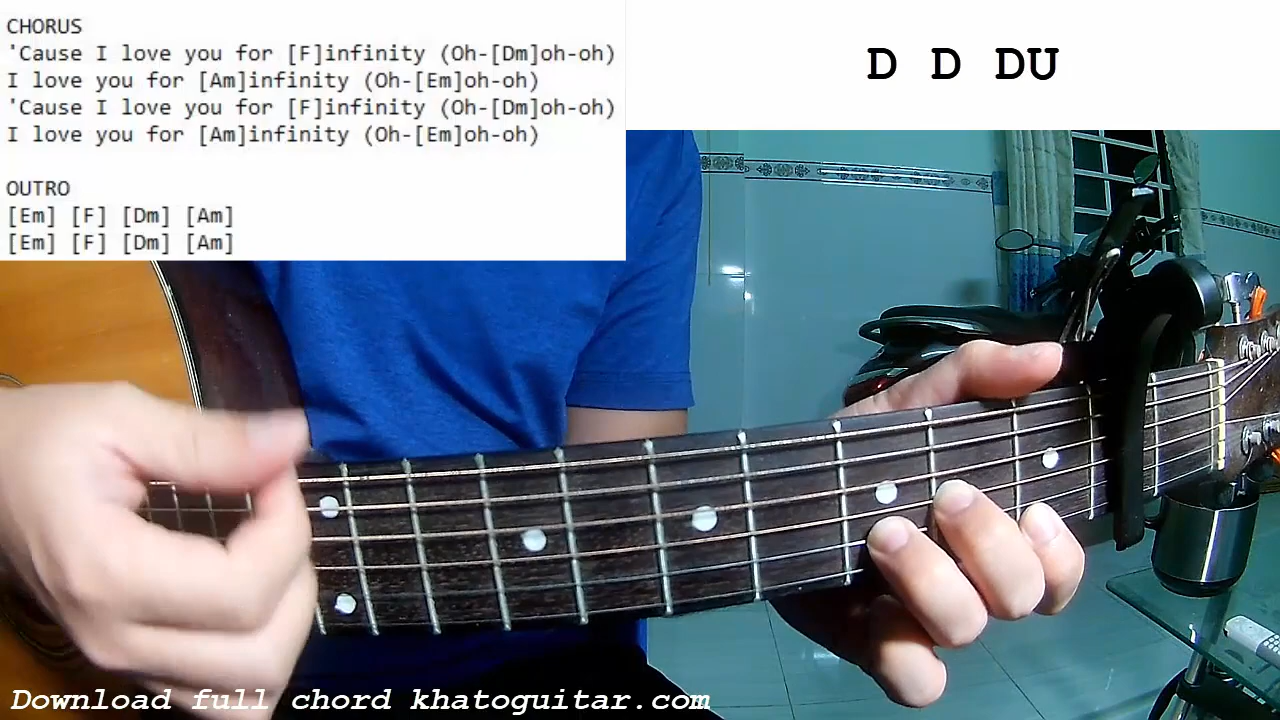 CHORUS
'Cause I love you for [F]infinity (Oh-[Dm]oh-oh)
I love you for [Am]infinity (Oh-[Em]oh-oh)
'Cause I love you for [F]infinity (Oh-[Dm]oh-oh)
I love you for [Am]infinity (Oh-[Em]oh-oh)
OUTRO
[Em] [F] [Dm] [Am]
[Em] [F] [Dm] [Am]
D D DU
Download full chord khatoguitar.com